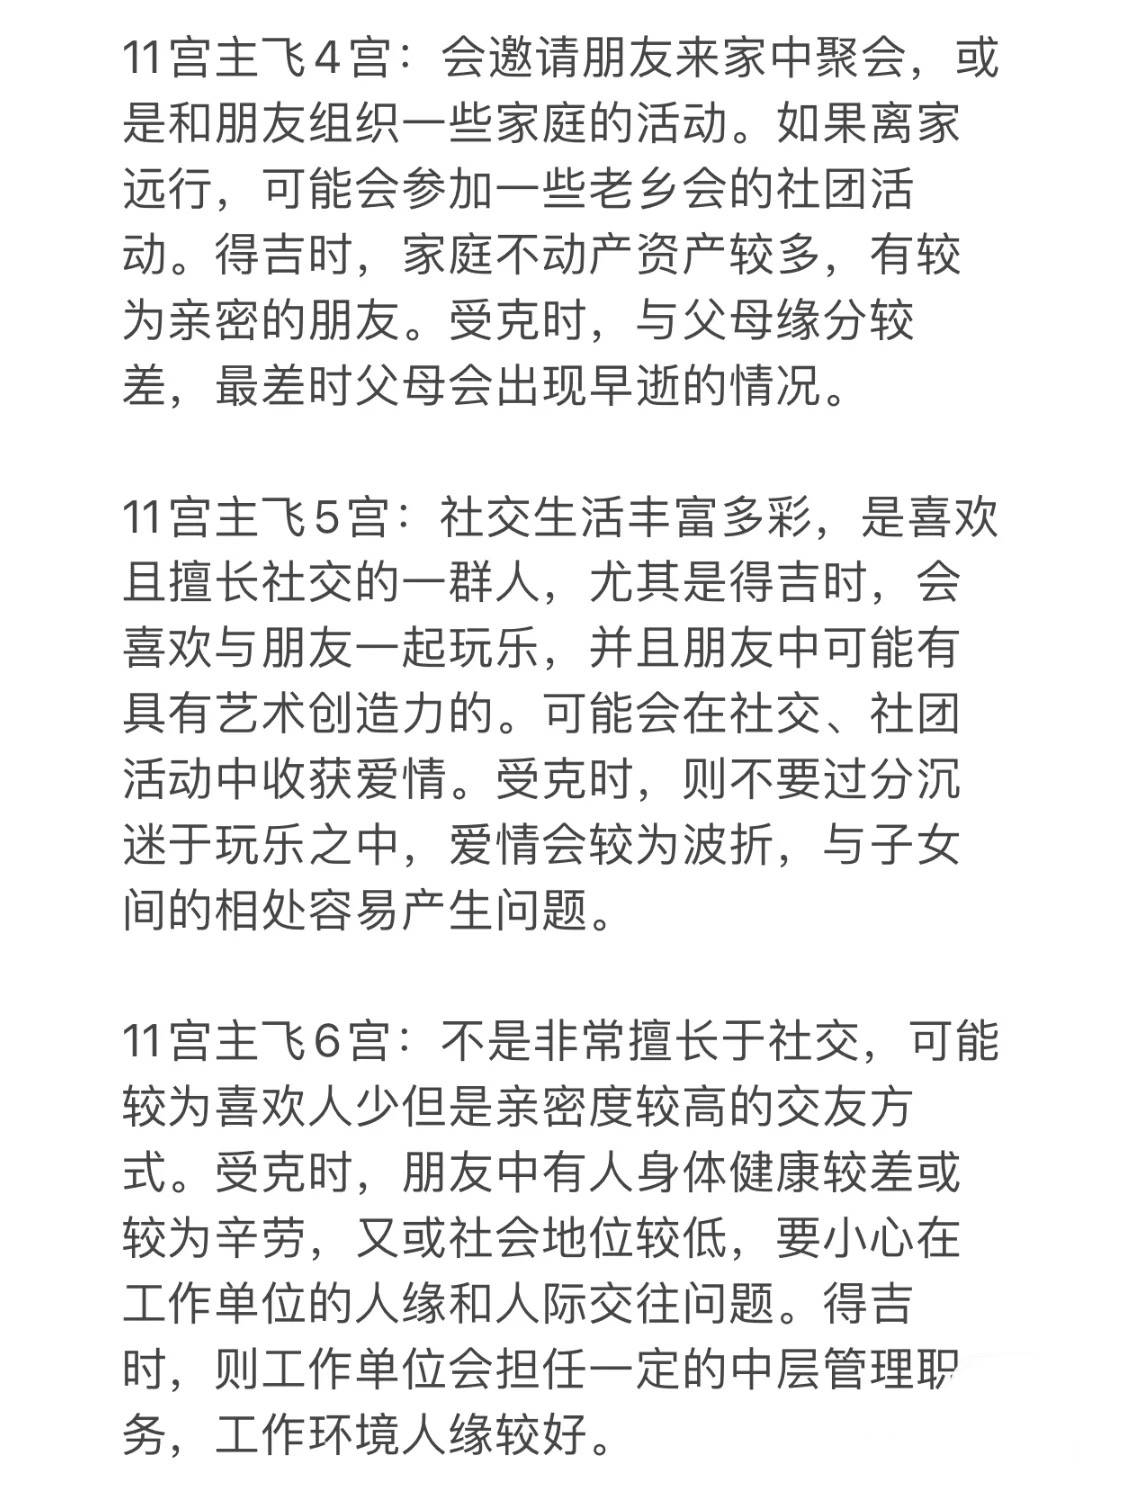 11宫主飞4宫：会邀请朋友来家中聚会，或
是和朋友组织一些家庭的活动。如果离家
远行，可能会参加一些老乡会的社团活
动。得吉时，家庭不动产资产较多，有较
为亲密的朋友。受克时，与父母缘分较
差，最差时父母会出现早逝的情况。
11宫主飞5宫：社交生活丰富多彩，是喜欢
且擅长社交的一群人，尤其是得吉时，会
喜欢与朋友一起玩乐，并且朋友中可能有
具有艺术创造力的。可能会在社交、社团
活动中收获爱情。受克时，则不要过分沉
迷于玩乐之中，爱情会较为波折，与子女
间的相处容易产生问题。
11宫主飞6宫：不是非常擅长于社交，可能
较为喜欢人少但是亲密度较高的交友方
式。受克时，朋友中有人身体健康较差或
较为辛劳，又或社会地位较低，要小心在
工作单位的人缘和人际交往问题。得吉
时，则工作单位会担任一定的中层管理职
务，工作环境人缘较好。